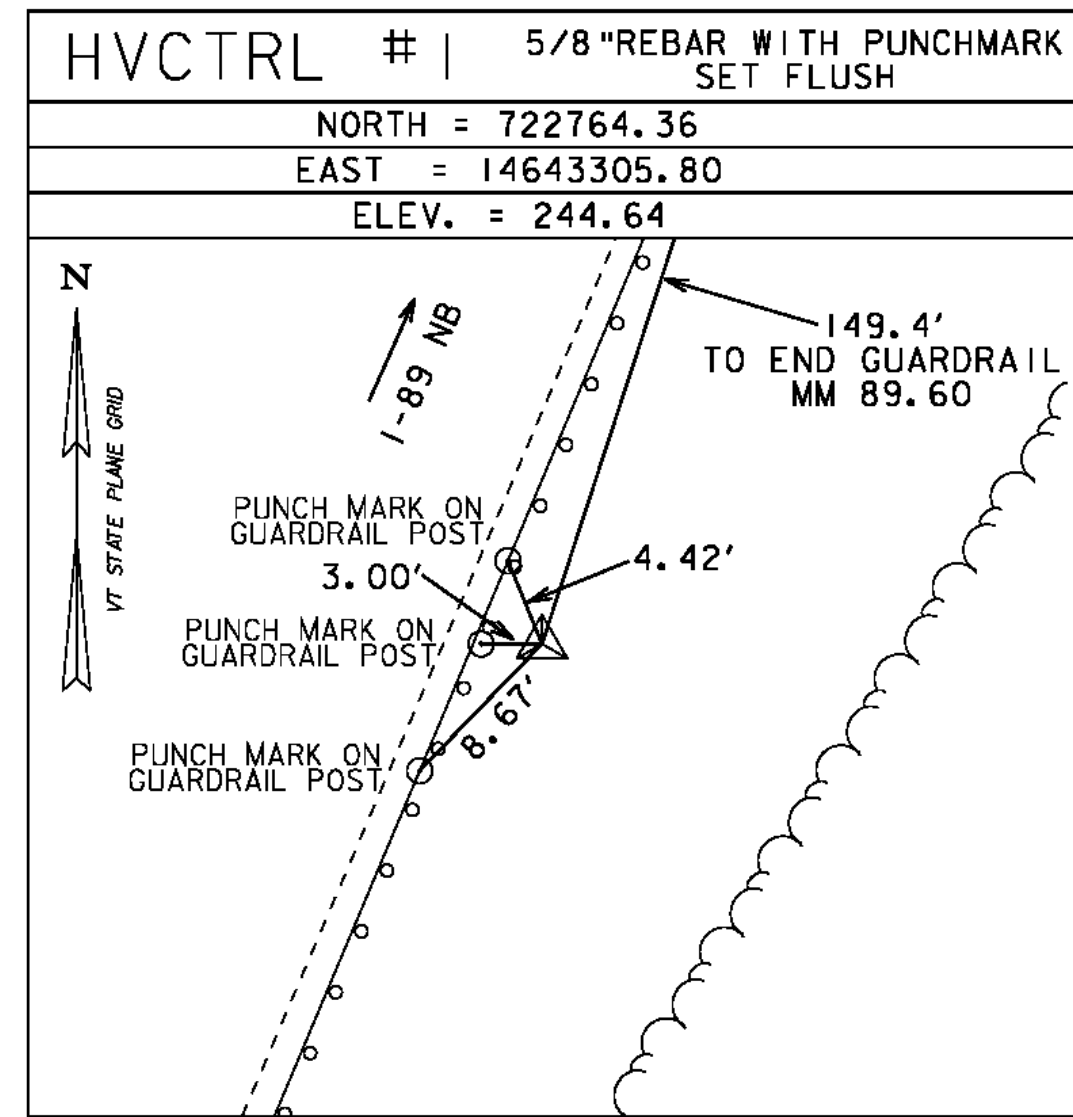 HVCTRL #1
5/8"REBAR WITH PUNCHMARK
SET FLUSH
NORTH = 722764.36
EAST = 14643305.80
ELEV. = 244.64
N
VT STATE PLANE GRID
I-89 NB
149.4'
TO END GUARDRAIL
MM 89.60
PUNCH MARK ON
GUARDRAIL POST
3.00'
4.42'
PUNCH MARK ON
GUARDRAIL POST
8.67'
PUNCH MARK ON
GUARDRAIL POST